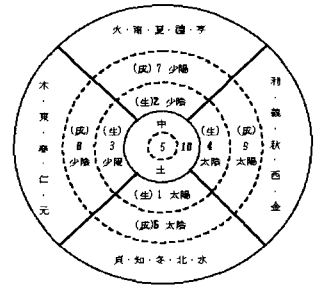 火·南·夏·禮·亨
(成)7 少陽
(生)2 少陰
木·東·春·仁·元
(成)
8
少陰
(生)
3
少陽
中
5 10
土
(生)
4
太陰
(成)
9
太陽
利·義·秋·西·金
(生)1 太陽
(成)6 太陰
貞·知·冬·北·水